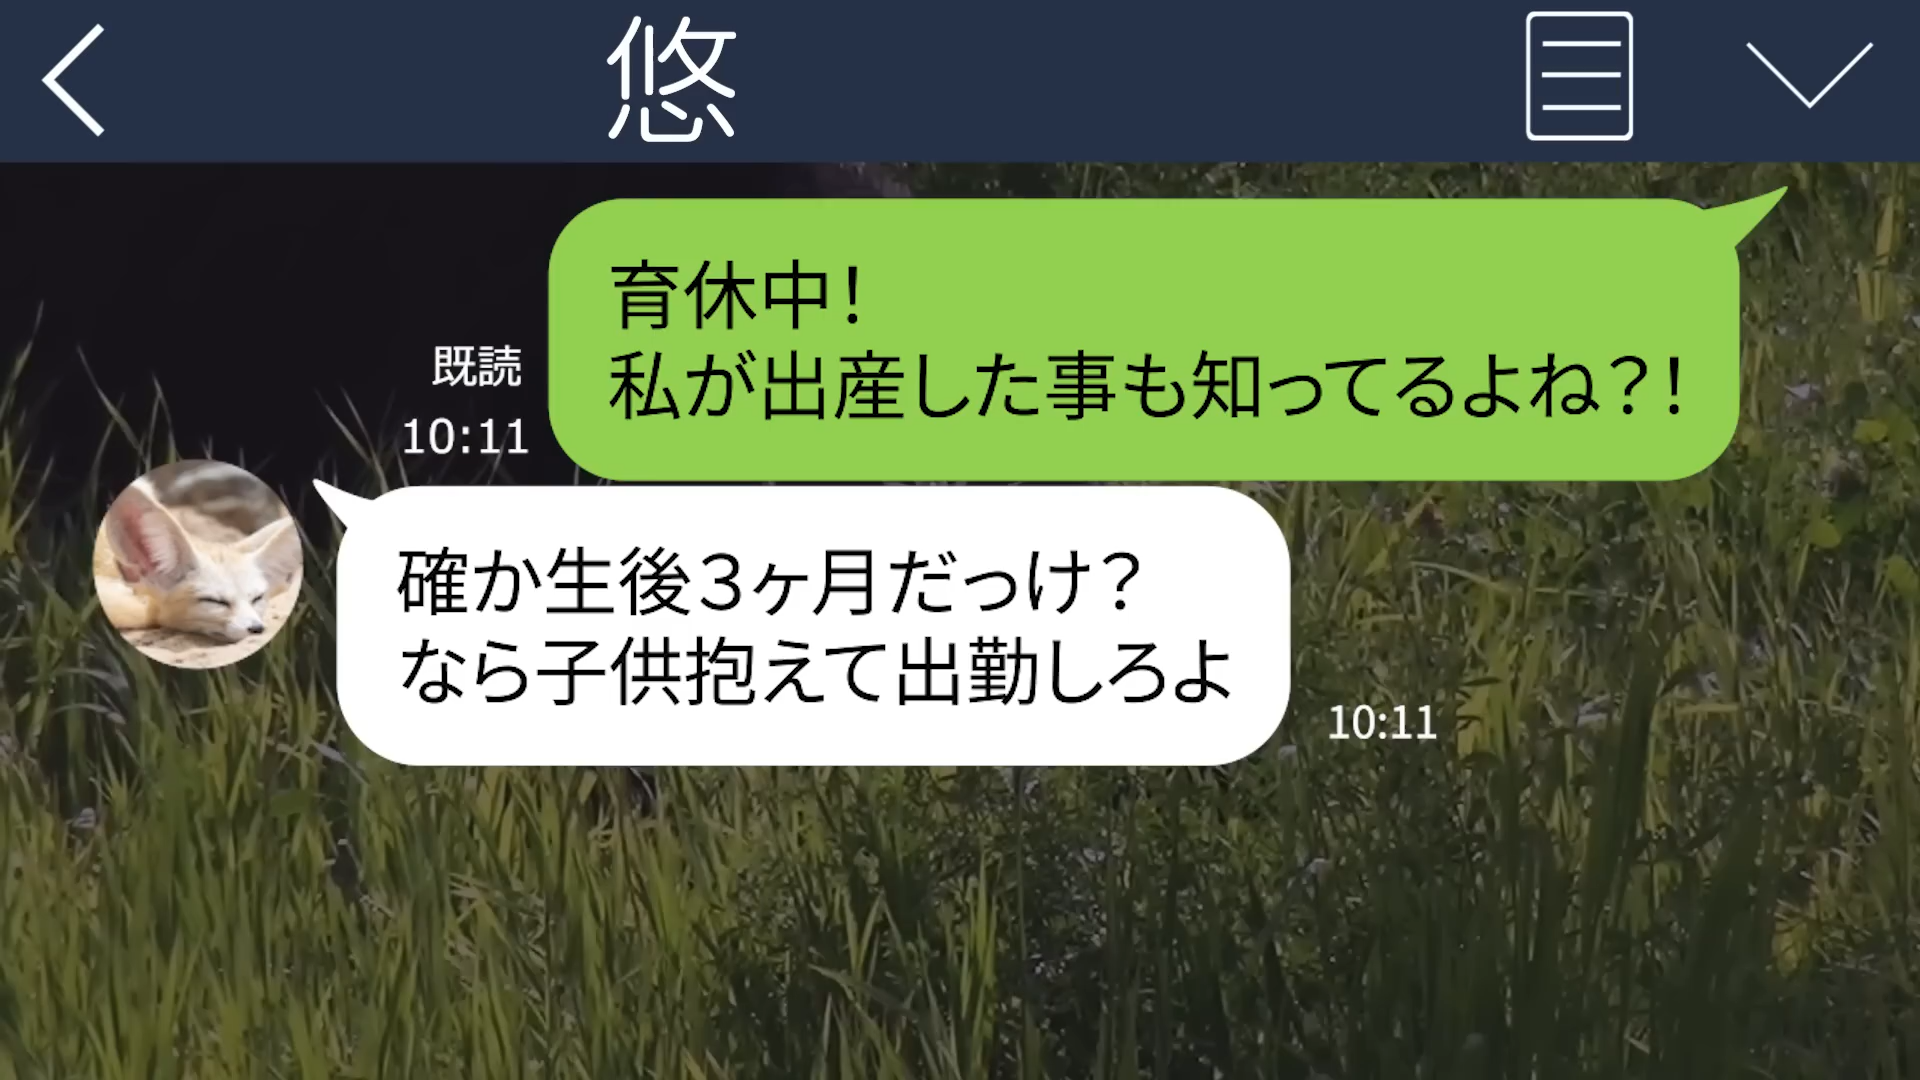 悠
育休中！
私が出産した事も知ってるよね？！
既読
10:11
確か生後３ヶ月だっけ？
なら子供抱えて出勤しろよ
10:11